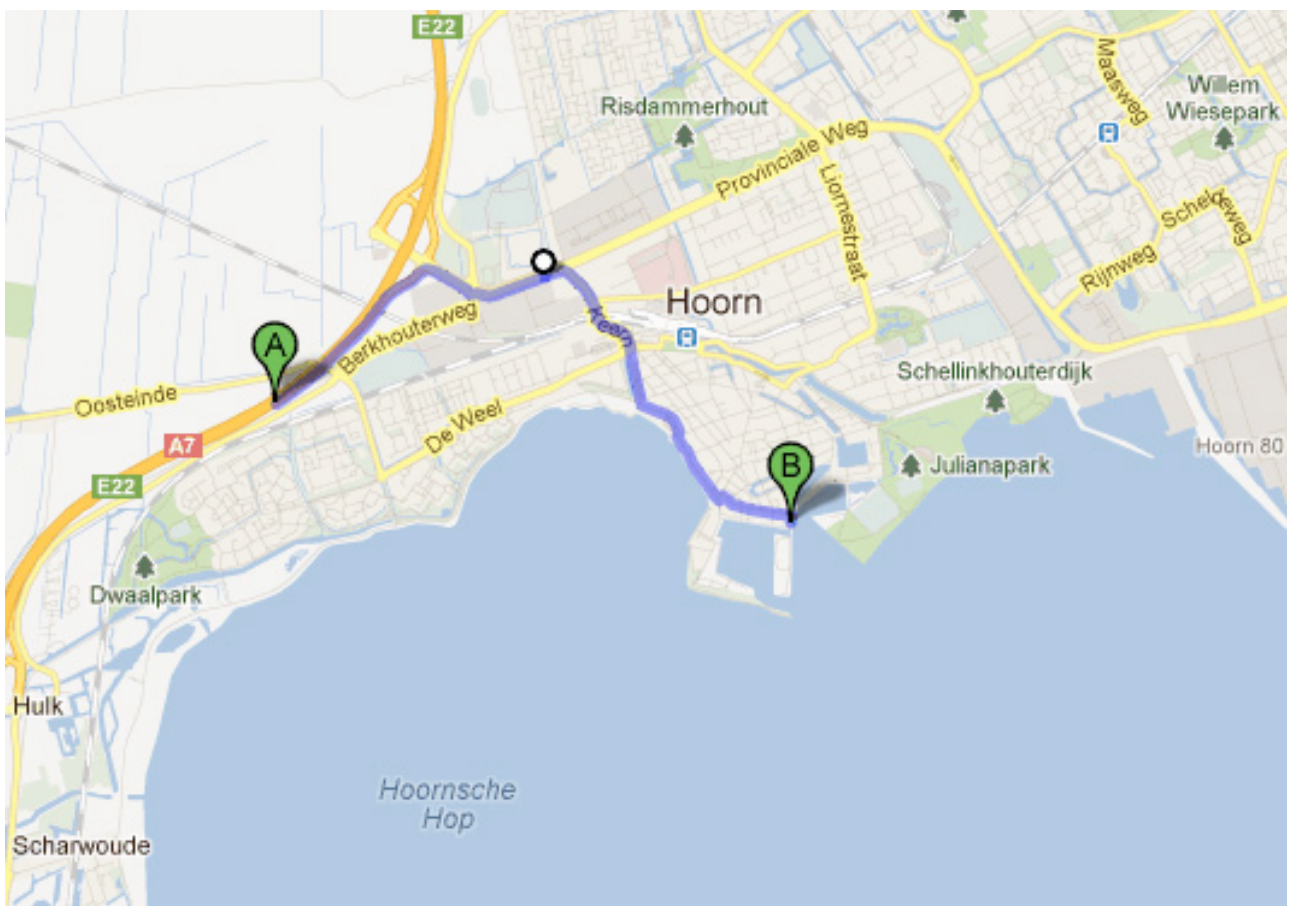 E22
Maasweg
Willem
Wiesepark
Risdammerhout
Provinciale Weg
Liornestraat
Scheldeweg
Rijnweg
Hoorn
Keern
Berkhouterweg
A
Oosteinde
De Weel
Schellinkhouterdijk
A7
Hoorn 80
B
Julianapark
E22
Dwaalpark
Hulk
Hoornsche
Hop
Scharwoude